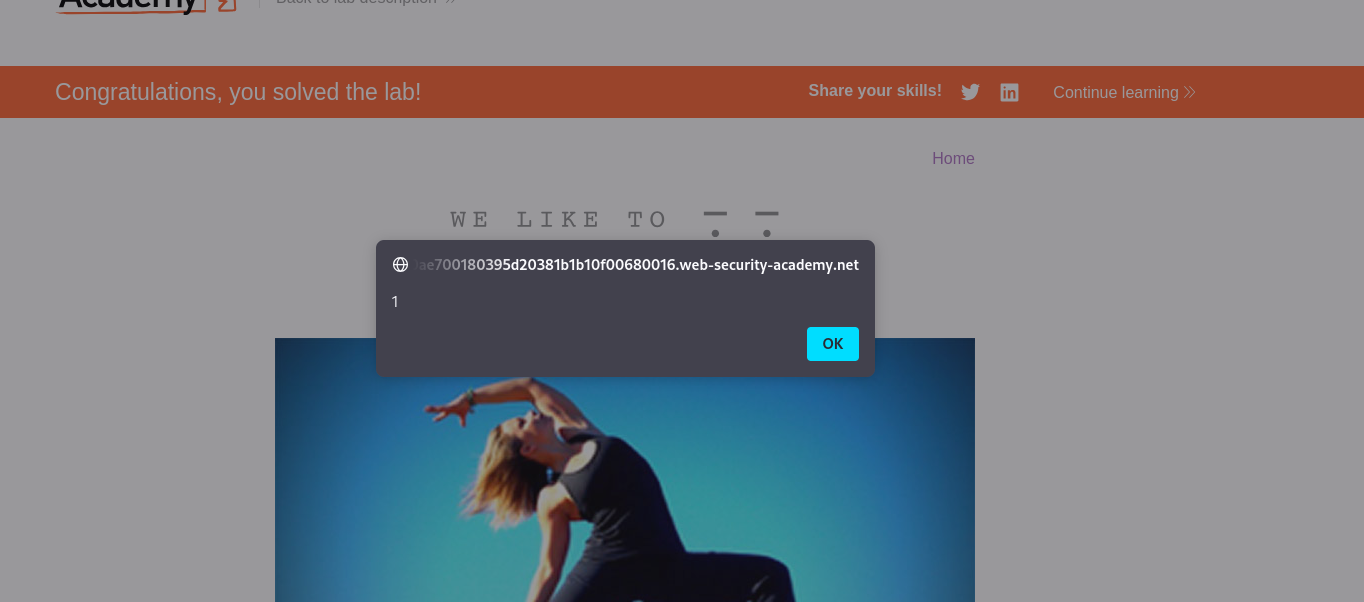 Academy
Back to lab description
Congratulations, you solved the lab!
Share your skills!
Continue learning
Home
WE LIKE TO
ae700180395d20381b1b10f00680016.web-security-academy.net
1
OK